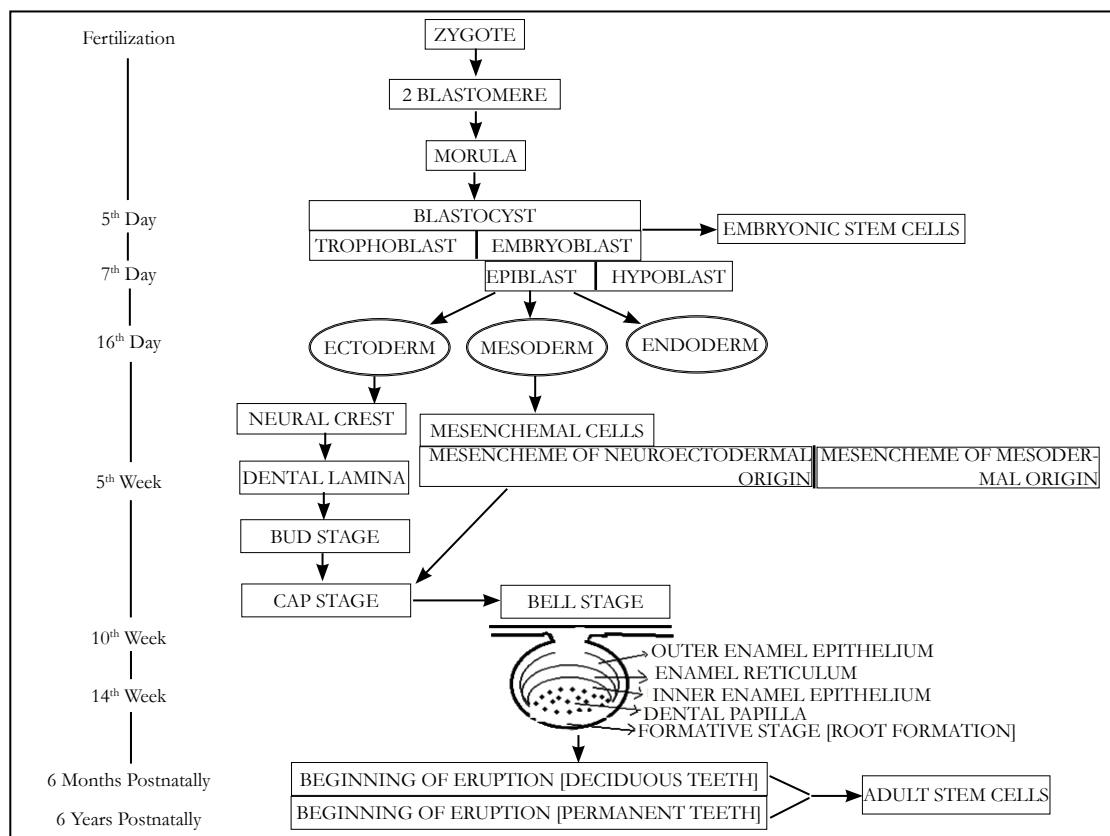 Fertilization
ZYGOTE
2 BLASTOMERE
MORULA
5th Day
BLASTOCYST
TROPHOBLAST
EMBRYOBLAST
EMBRYONIC STEM CELLS
7th Day
EPIBLAST
HYPOBLAST
16th Day
ECTODERM
MESODERM
ENDODERM
NEURAL CREST
MESENCHEMAL CELLS
MESENCHEME OF NEUROECTODERMAL
ORIGIN
MESENCHEME OF MESODER-
MAL ORIGIN
5th Week
DENTAL LAMINA
BUD STAGE
CAP STAGE
BELL STAGE
10th Week
OUTER ENAMEL EPITHELIUM
ENAMEL RETICULUM
14th Week
INNER ENAMEL EPITHELIUM
DENTAL PAPILLA
FORMATIVE STAGE [ROOT FORMATION]
6 Months Postnatally
BEGINNING OF ERUPTION [DECIDUOUS TEETH]
ADULT STEM CELLS
6 Years Postnatally
BEGINNING OF ERUPTION [PERMANENT TEETH]